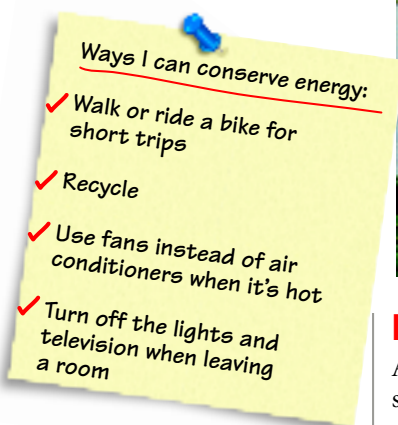 Ways I can conserve energy:
Walk or ride a bike for
short trips
Recycle
Use fans instead of air
conditioners when it's hot
Turn off the lights and
television when leaving
a room